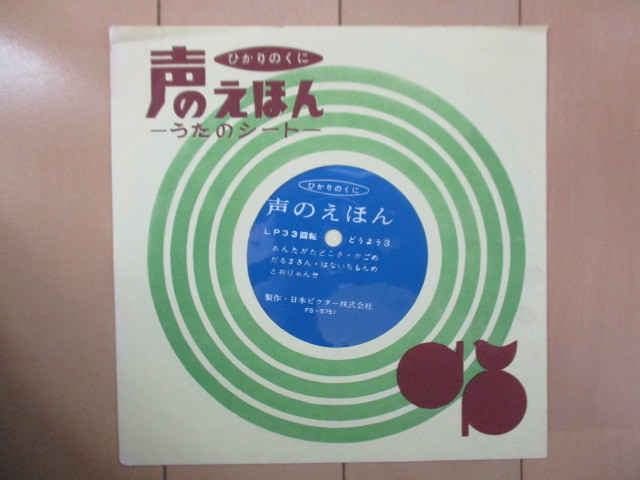 ひかりのくに
声のえほん
―うたのシート―
ひかりのくに
声のえほん
LP33回転 どうよう3
あんたがたどこさ・かごめ
だるまさん・はないちもんめ
とおりゃんせ
製作・日本ビクター株式会社
FS-5751